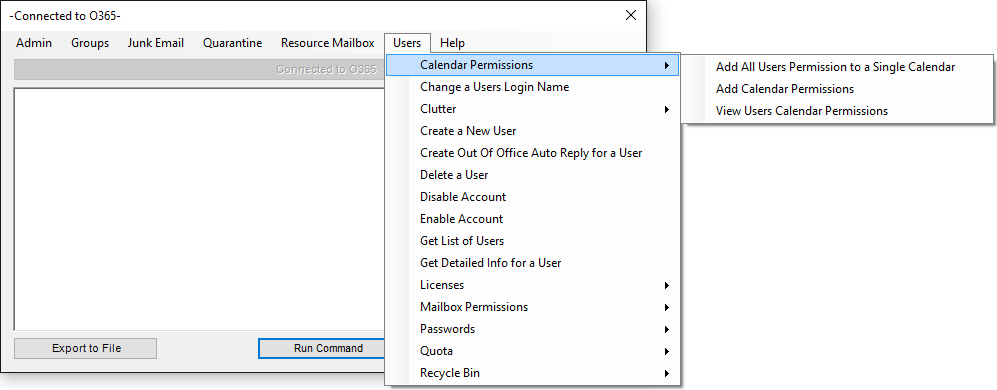 -Connected to O365-
Admin Groups Junk Email Quarantine Resource Mailbox Users Help
Connected to O365
Calendar Permissions
Add All Users Permission to a Single Calendar
Add Calendar Permissions
View Users Calendar Permissions
Change a Users Login Name
Clutter
Create a New User
Create Out Of Office Auto Reply for a User
Delete a User
Disable Account
Enable Account
Get List of Users
Get Detailed Info for a User
Licenses
Mailbox Permissions
Passwords
Quota
Recycle Bin
Export to File
Run Command